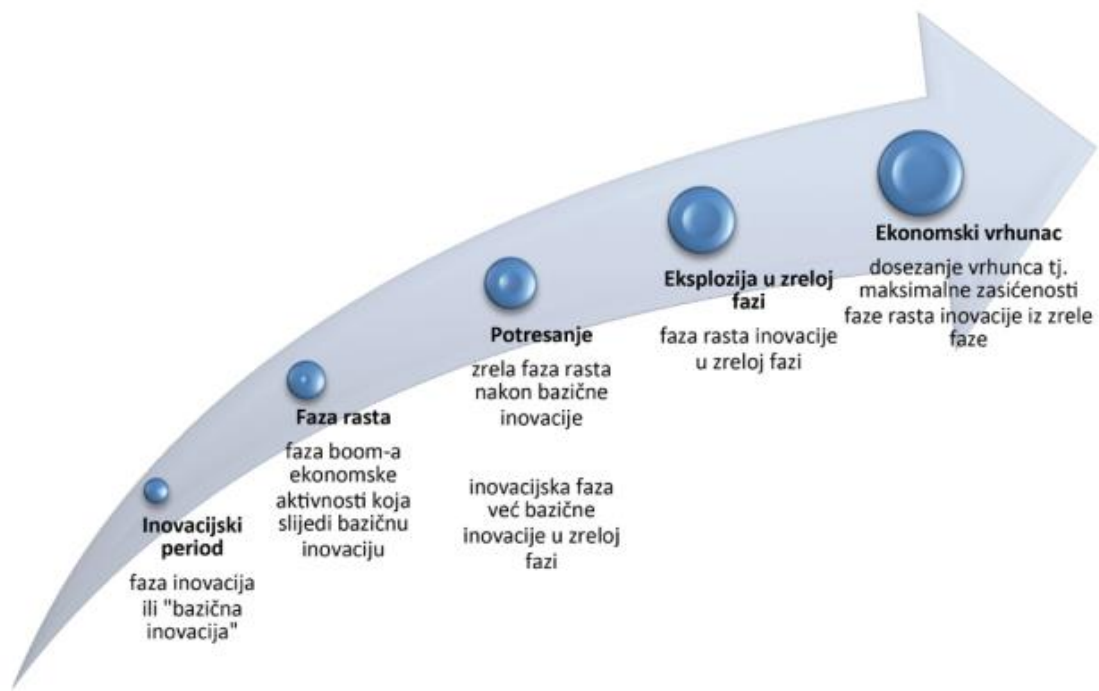 Inovacijski
period
faza inovacija
ili "bazična
inovacija"
Faza rasta
faza boom-a
ekonomske
aktivnosti koja
slijedi bazičnu
inovaciju
Potresanje
zrela faza rasta
nakon bazične
inovacije
inovacijska faza
već bazične
inovacije u zreloj
fazi
Eksplozija u zreloj
fazi
faza rasta inovacije
u zreloj fazi
Ekonomski vrhunac
dosezanje vrhunca tj.
maksimalne zasićenosti
faze rasta inovacije iz zrele
faze